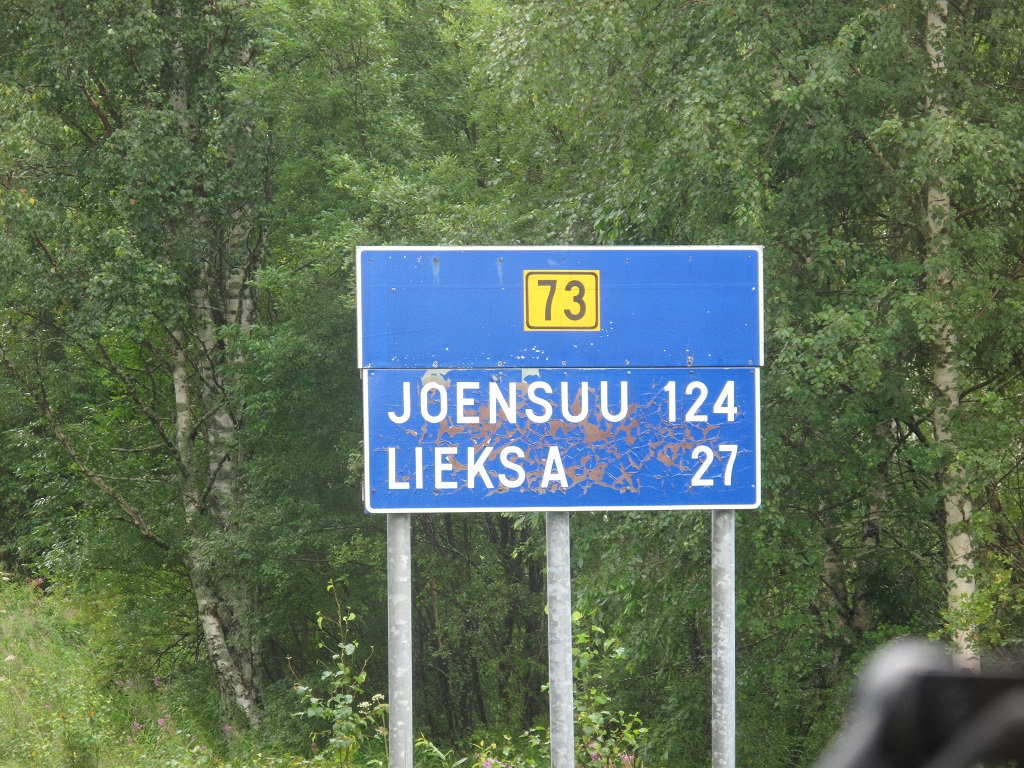 73
JOENSUU 124
LIEKSA 27